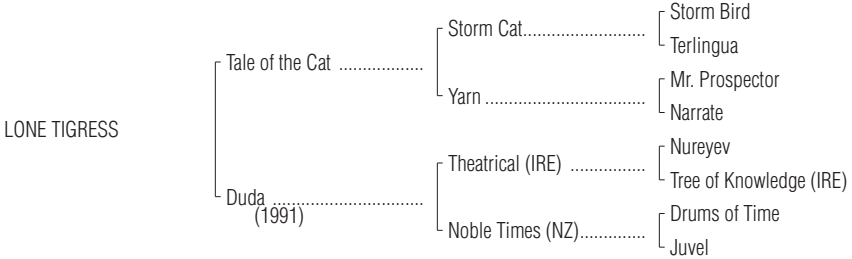 Storm Bird
Storm Cat..........................
Terlingua
Tale of the Cat ..................
Mr. Prospector
Yarn ..................................
Narrate
LONE TIGRESS
Nureyev
Theatrical (IRE) ................
Tree of Knowledge (IRE)
Duda ................................
(1991)
Drums of Time
Noble Times (NZ)..............
Juvel